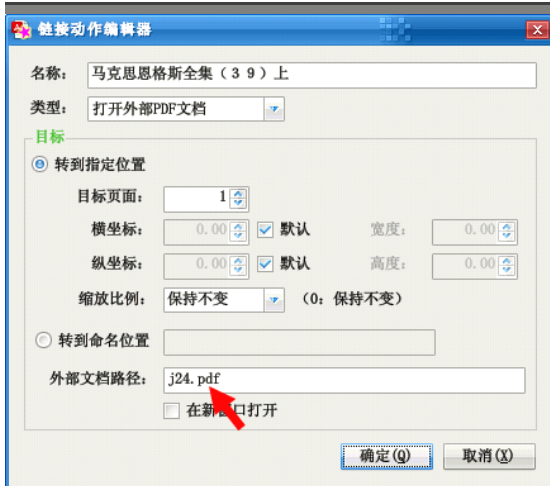 链接动作编辑器
名称： 马克思恩格斯全集（39）上
类型： 打开外部PDF文档
目标
转到指定位置
目标页面： 1
横坐标： 0.00 默认 宽度： 0.00
纵坐标： 0.00 默认 高度： 0.00
缩放比例： 保持不变 （0：保持不变）
转到命名位置
外部文档路径： j24.pdf
在新窗口打开
确定(Q) 取消(X)